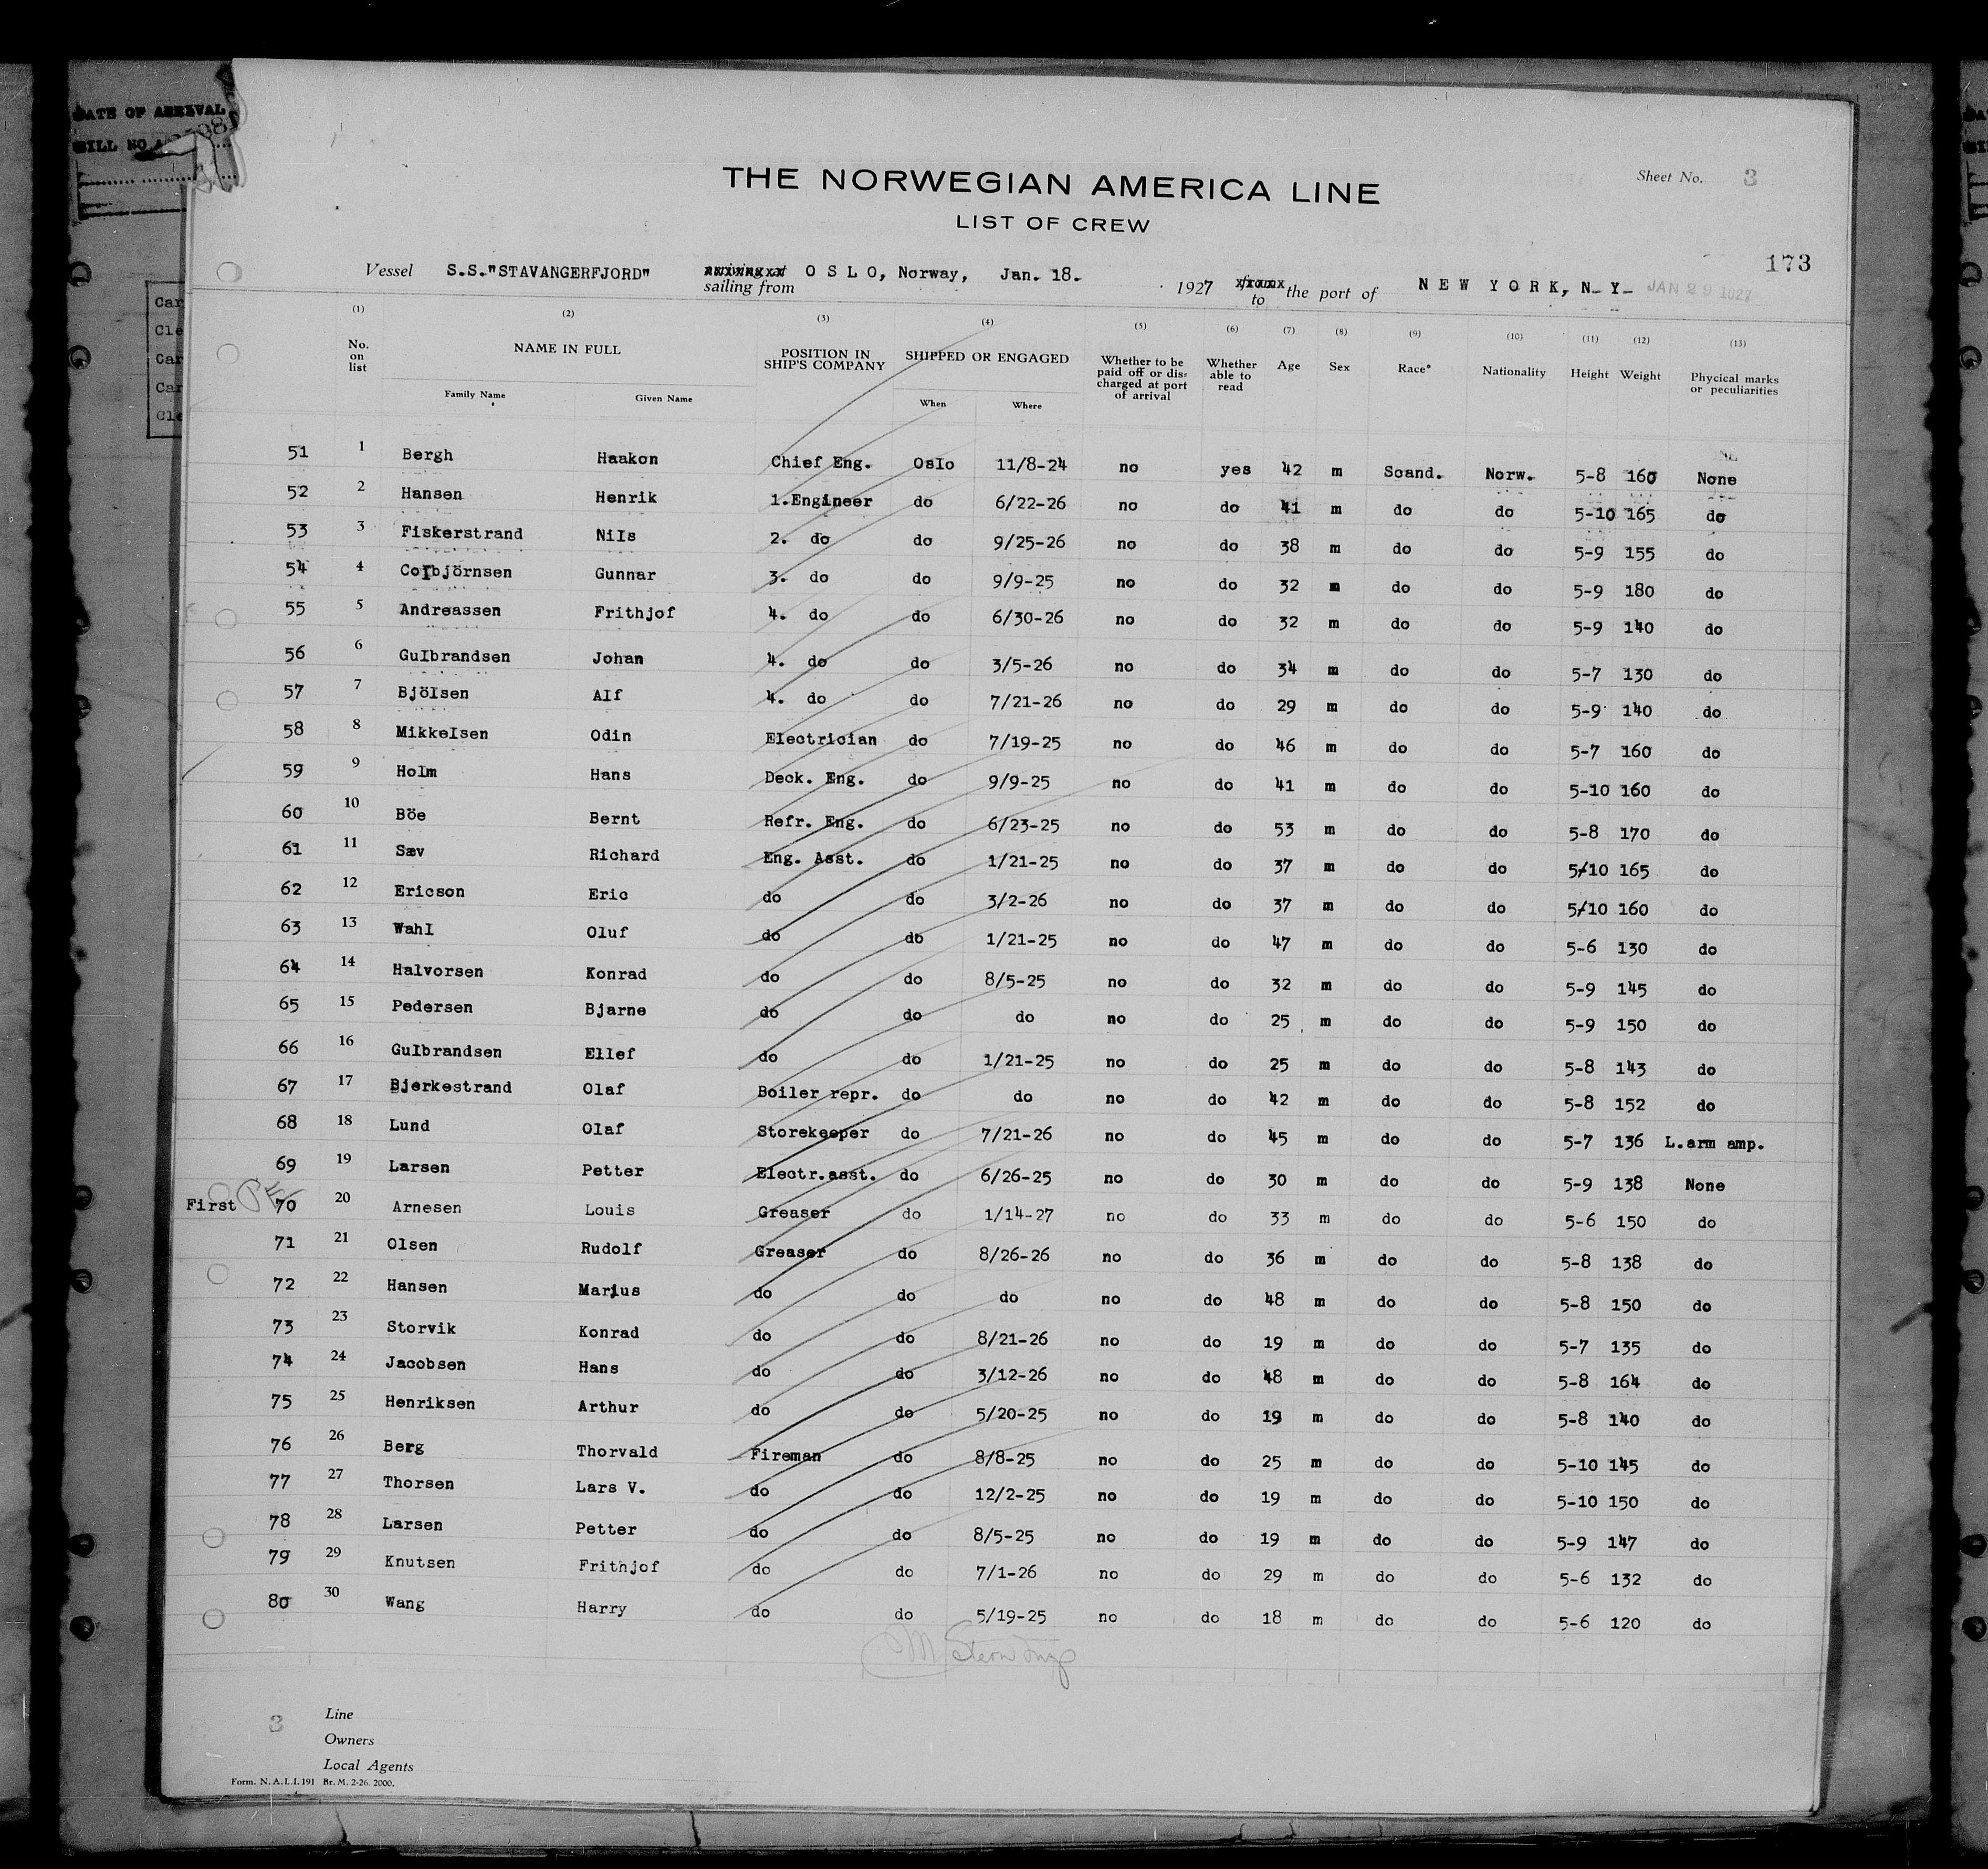 DATE OF ARRIVAL
BILL NO
THE NORWEGIAN AMERICA LINE
Sheet No. 3
LIST OF CREW
173
Vessel S.S."STAVANGERFJORD" sailing from O S L O, Norway, Jan. 18. 1927 to the port of N E W Y O R K, N. Y. JAN 29 1927
(1) (2) (3) (4) (5) (6) (7) (8) (9) (10) (11) (12) (13)
No. on list NAME IN FULL POSITION IN SHIP'S COMPANY SHIPPED OR ENGAGED Whether to be paid off or discharged at port of arrival Whether able to read Age Sex Race* Nationality Height Weight Phycical marks or peculiarities
Family Name Given Name When Where
51 1 Bergh Haakon Chief Eng. Oslo 11/8-24 no yes 42 m Scand. Norw. 5-8 160 None
52 2 Hansen Henrik 1.Engineer do 6/22-26 no do 41 m do do 5-10 165 do
53 3 Fiskerstrand Nils 2. do do 9/25-26 no do 38 m do do 5-9 155 do
54 4 Colbjörnsen Gunnar 3. do do 9/9-25 no do 32 m do do 5-9 180 do
55 5 Andreassen Frithjof 4. do do 6/30-26 no do 32 m do do 5-9 140 do
56 6 Gulbrandsen Johan 4. do do 3/5-26 no do 34 m do do 5-7 130 do
57 7 Bjölsen Alf 4. do do 7/21-26 no do 29 m do do 5-9 140 do
58 8 Mikkelsen Odin Electrician do 7/19-25 no do 46 m do do 5-7 160 do
59 9 Holm Hans Deck. Eng. do 9/9-25 no do 41 m do do 5-10 160 do
60 10 Böe Bernt Refr. Eng. do 6/23-25 no do 53 m do do 5-8 170 do
61 11 Sæv Richard Eng. Asst. do 1/21-25 no do 37 m do do 5/10 165 do
62 12 Ericson Eric do do 3/2-26 no do 37 m do do 5/10 160 do
63 13 Wahl Oluf do do 1/21-25 no do 47 m do do 5-6 130 do
64 14 Halvorsen Konrad do do 8/5-25 no do 32 m do do 5-9 145 do
65 15 Pedersen Bjarne do do do no do 25 m do do 5-9 150 do
66 16 Gulbrandsen Ellef do do 1/21-25 no do 25 m do do 5-8 143 do
67 17 Bjerkestrand Olaf Boiler repr. do do no do 42 m do do 5-8 152 do
68 18 Lund Olaf Storekeeper do 7/21-26 no do 45 m do do 5-7 136 L.arm amp.
69 19 Larsen Petter Electr.asst. do 6/26-25 no do 30 m do do 5-9 138 None
First 70 20 Arnesen Louis Greaser do 1/14-27 no do 33 m do do 5-6 150 do
71 21 Olsen Rudolf Greaser do 8/26-26 no do 36 m do do 5-8 138 do
72 22 Hansen Marius do do do no do 48 m do do 5-8 150 do
73 23 Storvik Konrad do do 8/21-26 no do 19 m do do 5-7 135 do
74 24 Jacobsen Hans do do 3/12-26 no do 48 m do do 5-8 164 do
75 25 Henriksen Arthur do do 5/20-25 no do 19 m do do 5-8 140 do
76 26 Berg Thorvald Fireman do 8/8-25 no do 25 m do do 5-10 145 do
77 27 Thorsen Lars V. do do 12/2-25 no do 19 m do do 5-10 150 do
78 28 Larsen Petter do do 8/5-25 no do 19 m do do 5-9 147 do
79 29 Knutsen Frithjof do do 7/1-26 no do 29 m do do 5-6 132 do
80 30 Wang Harry do do 5/19-25 no do 18 m do do 5-6 120 do
3
Line
Owners
Local Agents
Form. N. A. L. I. 191 Br. M. 2-26. 2000.